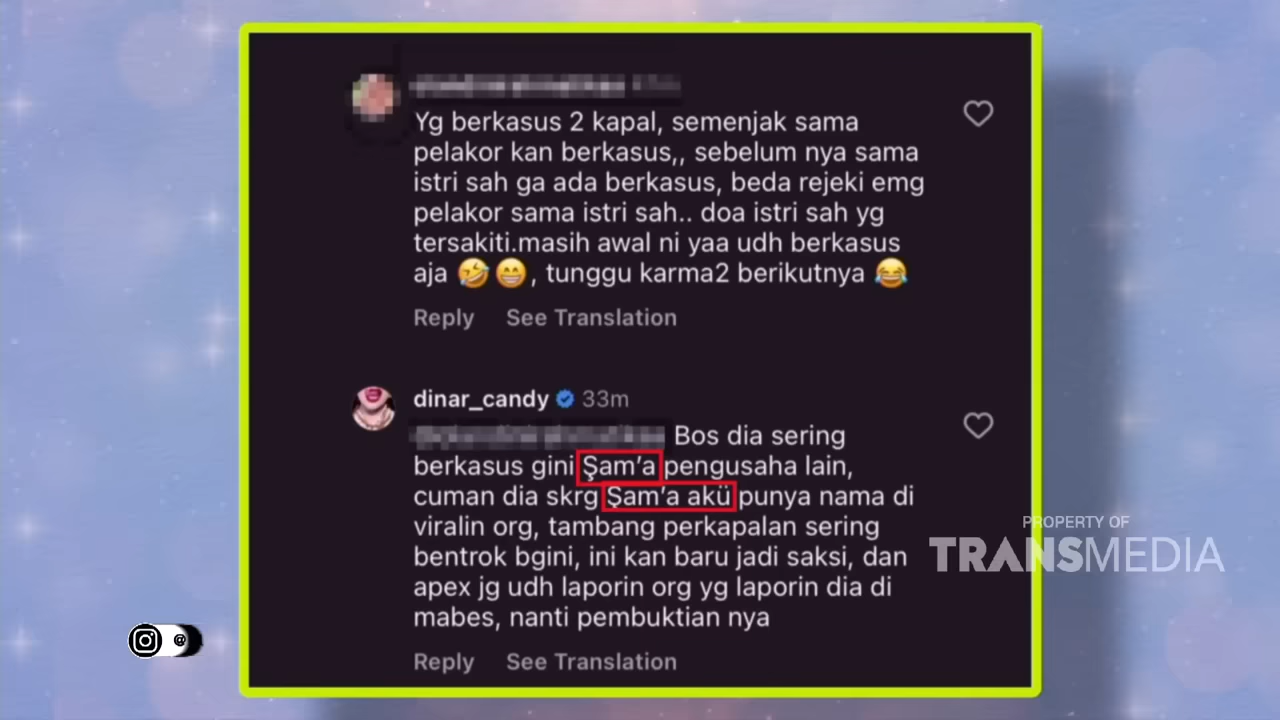 Yg berkasus 2 kapal, semenjak sama
pelakor kan berkasus,, sebelum nya sama
istri sah ga ada berkasus, beda rejeki emg
pelakor sama istri sah.. doa istri sah yg
tersakiti.masih awal ni yaa udh berkasus
aja 🤣😁, tunggu karma2 berikutnya 😂
Reply See Translation
dinar_candy 33m
Bos dia sering
berkasus gini Şam’a pengusaha lain,
cuman dia skrg Şam’a akü punya nama di
viralin org, tambang perkapalan sering
bentrok bgini, ini kan baru jadi saksi, dan
apex jg udh laporin org yg laporin dia di
mabes, nanti pembuktian nya
Reply See Translation
PROPERTY OF
TRANSMEDIA
@